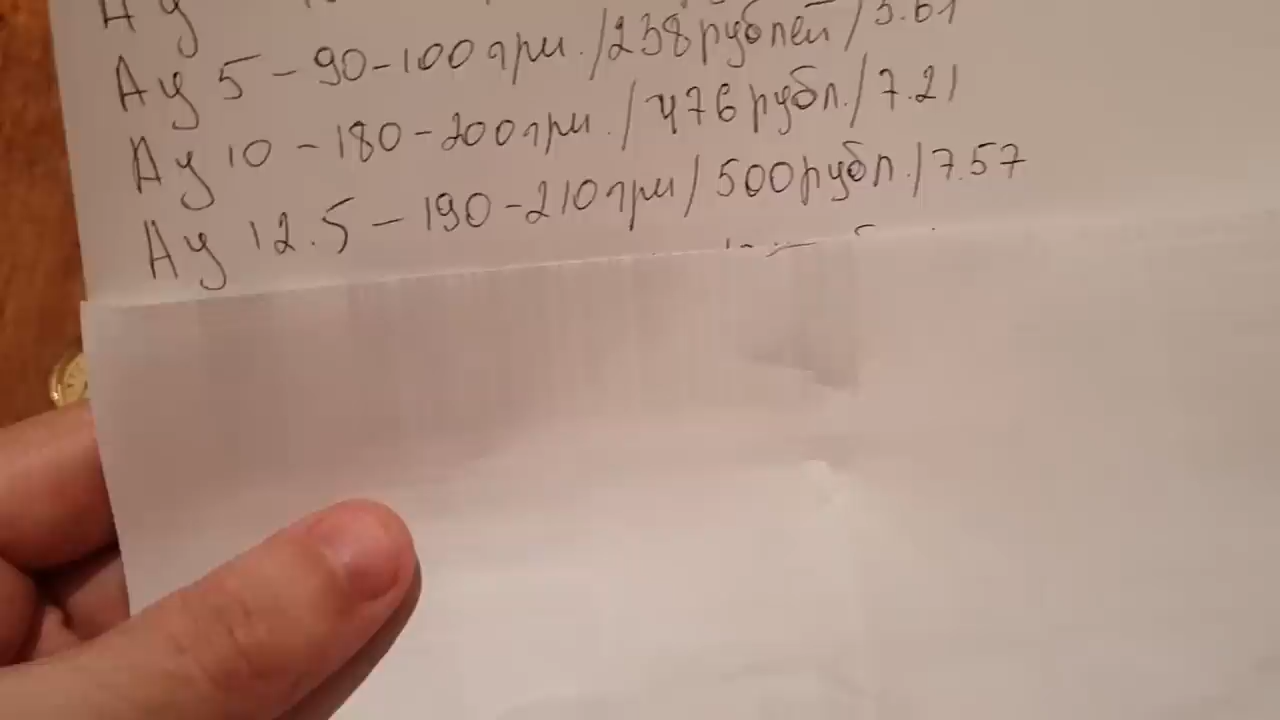 Ау
Ау 5 - 90-100 грн. / 238 рублей / 3.61
Ау 10 - 180-200 грн. / 476 рубл. / 7.21
Ау 12.5 - 190-210 грн / 500 рубл. / 7.57